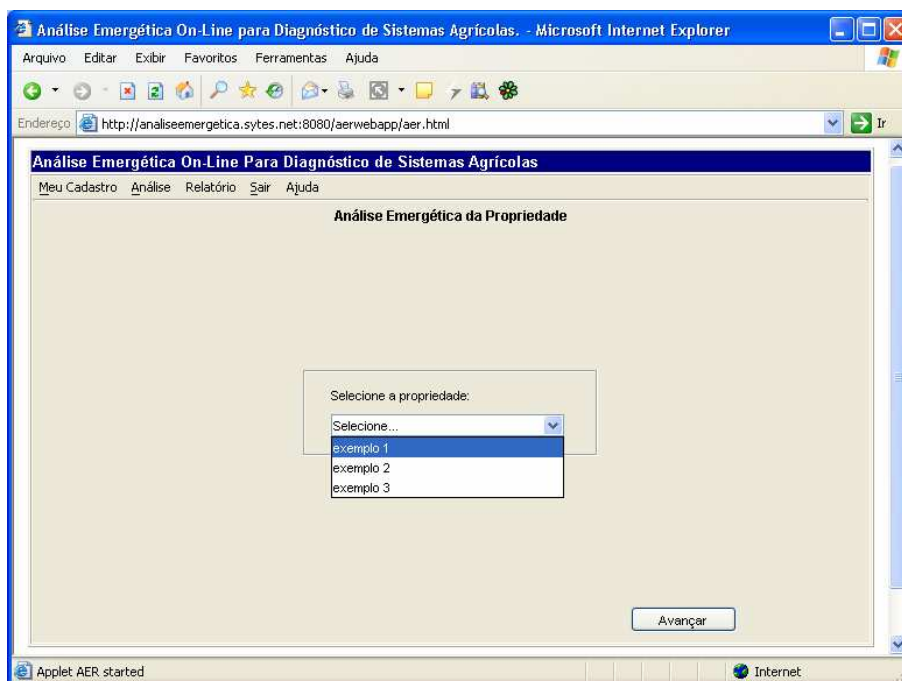 Análise Emergética On-Line para Diagnóstico de Sistemas Agrícolas. - Microsoft Internet Explorer
Arquivo Editar Exibir Favoritos Ferramentas Ajuda
Endereço http://analiseemergetica.sytes.net:8080/aerwebapp/aer.html Ir
Análise Emergética On-Line Para Diagnóstico de Sistemas Agrícolas
Meu Cadastro Análise Relatório Sair Ajuda
Análise Emergética da Propriedade
Selecione a propriedade:
Selecione...
exemplo 1
exemplo 2
exemplo 3
Avançar
Applet AER started Internet